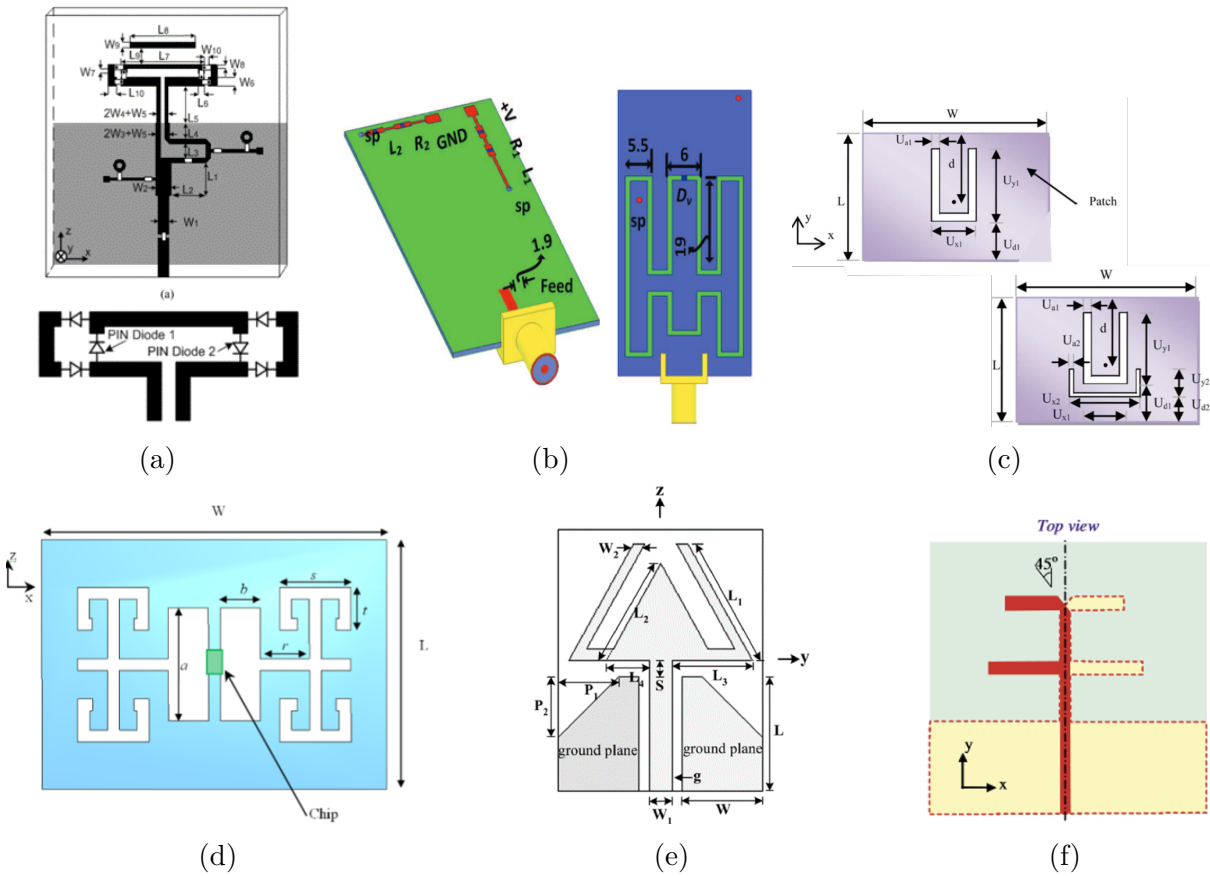 L8
W9
L9
L7
W10
W7
W8
W6
L10
L6
2W4+W5
L5
2W3+W5
L4
L3
L1
W2
L2
W1
z
y
x
(a)
PIN Diode 1
PIN Diode 2
(a)
+V
sp
L2
R2
GND
R1
L1
sp
1.9
Feed
5.5
6
Dv
sp
19
(b)
W
Ua1
d
L
Uy1
Patch
y
x
Ux1
Ud1
W
Ua1
d
Ua2
Uy1
L
Uy2
Ux2
Ud1
Ud2
Ux1
(c)
W
z
x
s
b
t
r
a
L
Chip
(d)
z
W2
L1
L2
y
L4
S
L3
P1
P2
L
ground plane
ground plane
g
W1
W
(e)
Top view
45°
y
x
(f)